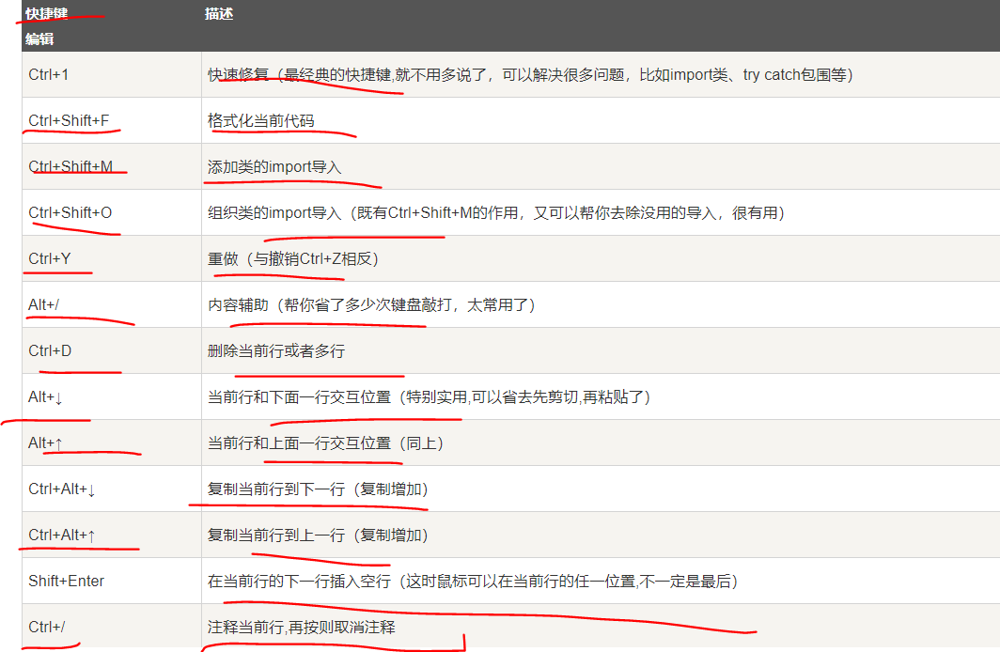 快捷键 描述
编辑
Ctrl+1 快速修复（最经典的快捷键,就不用多说了，可以解决很多问题，比如import类、try catch包围等）
Ctrl+Shift+F 格式化当前代码
Ctrl+Shift+M 添加类的import导入
Ctrl+Shift+O 组织类的import导入（既有Ctrl+Shift+M的作用，又可以帮你去除没用的导入，很有用）
Ctrl+Y 重做（与撤销Ctrl+Z相反）
Alt+/ 内容辅助（帮你省了多少次键盘敲打，太常用了）
Ctrl+D 删除当前行或者多行
Alt+↓ 当前行和下面一行交互位置（特别实用,可以省去先剪切,再粘贴了）
Alt+↑ 当前行和上面一行交互位置（同上）
Ctrl+Alt+↓ 复制当前行到下一行（复制增加）
Ctrl+Alt+↑ 复制当前行到上一行（复制增加）
Shift+Enter 在当前行的下一行插入空行（这时鼠标可以在当前行的任一位置,不一定是最后）
Ctrl+/ 注释当前行,再按则取消注释